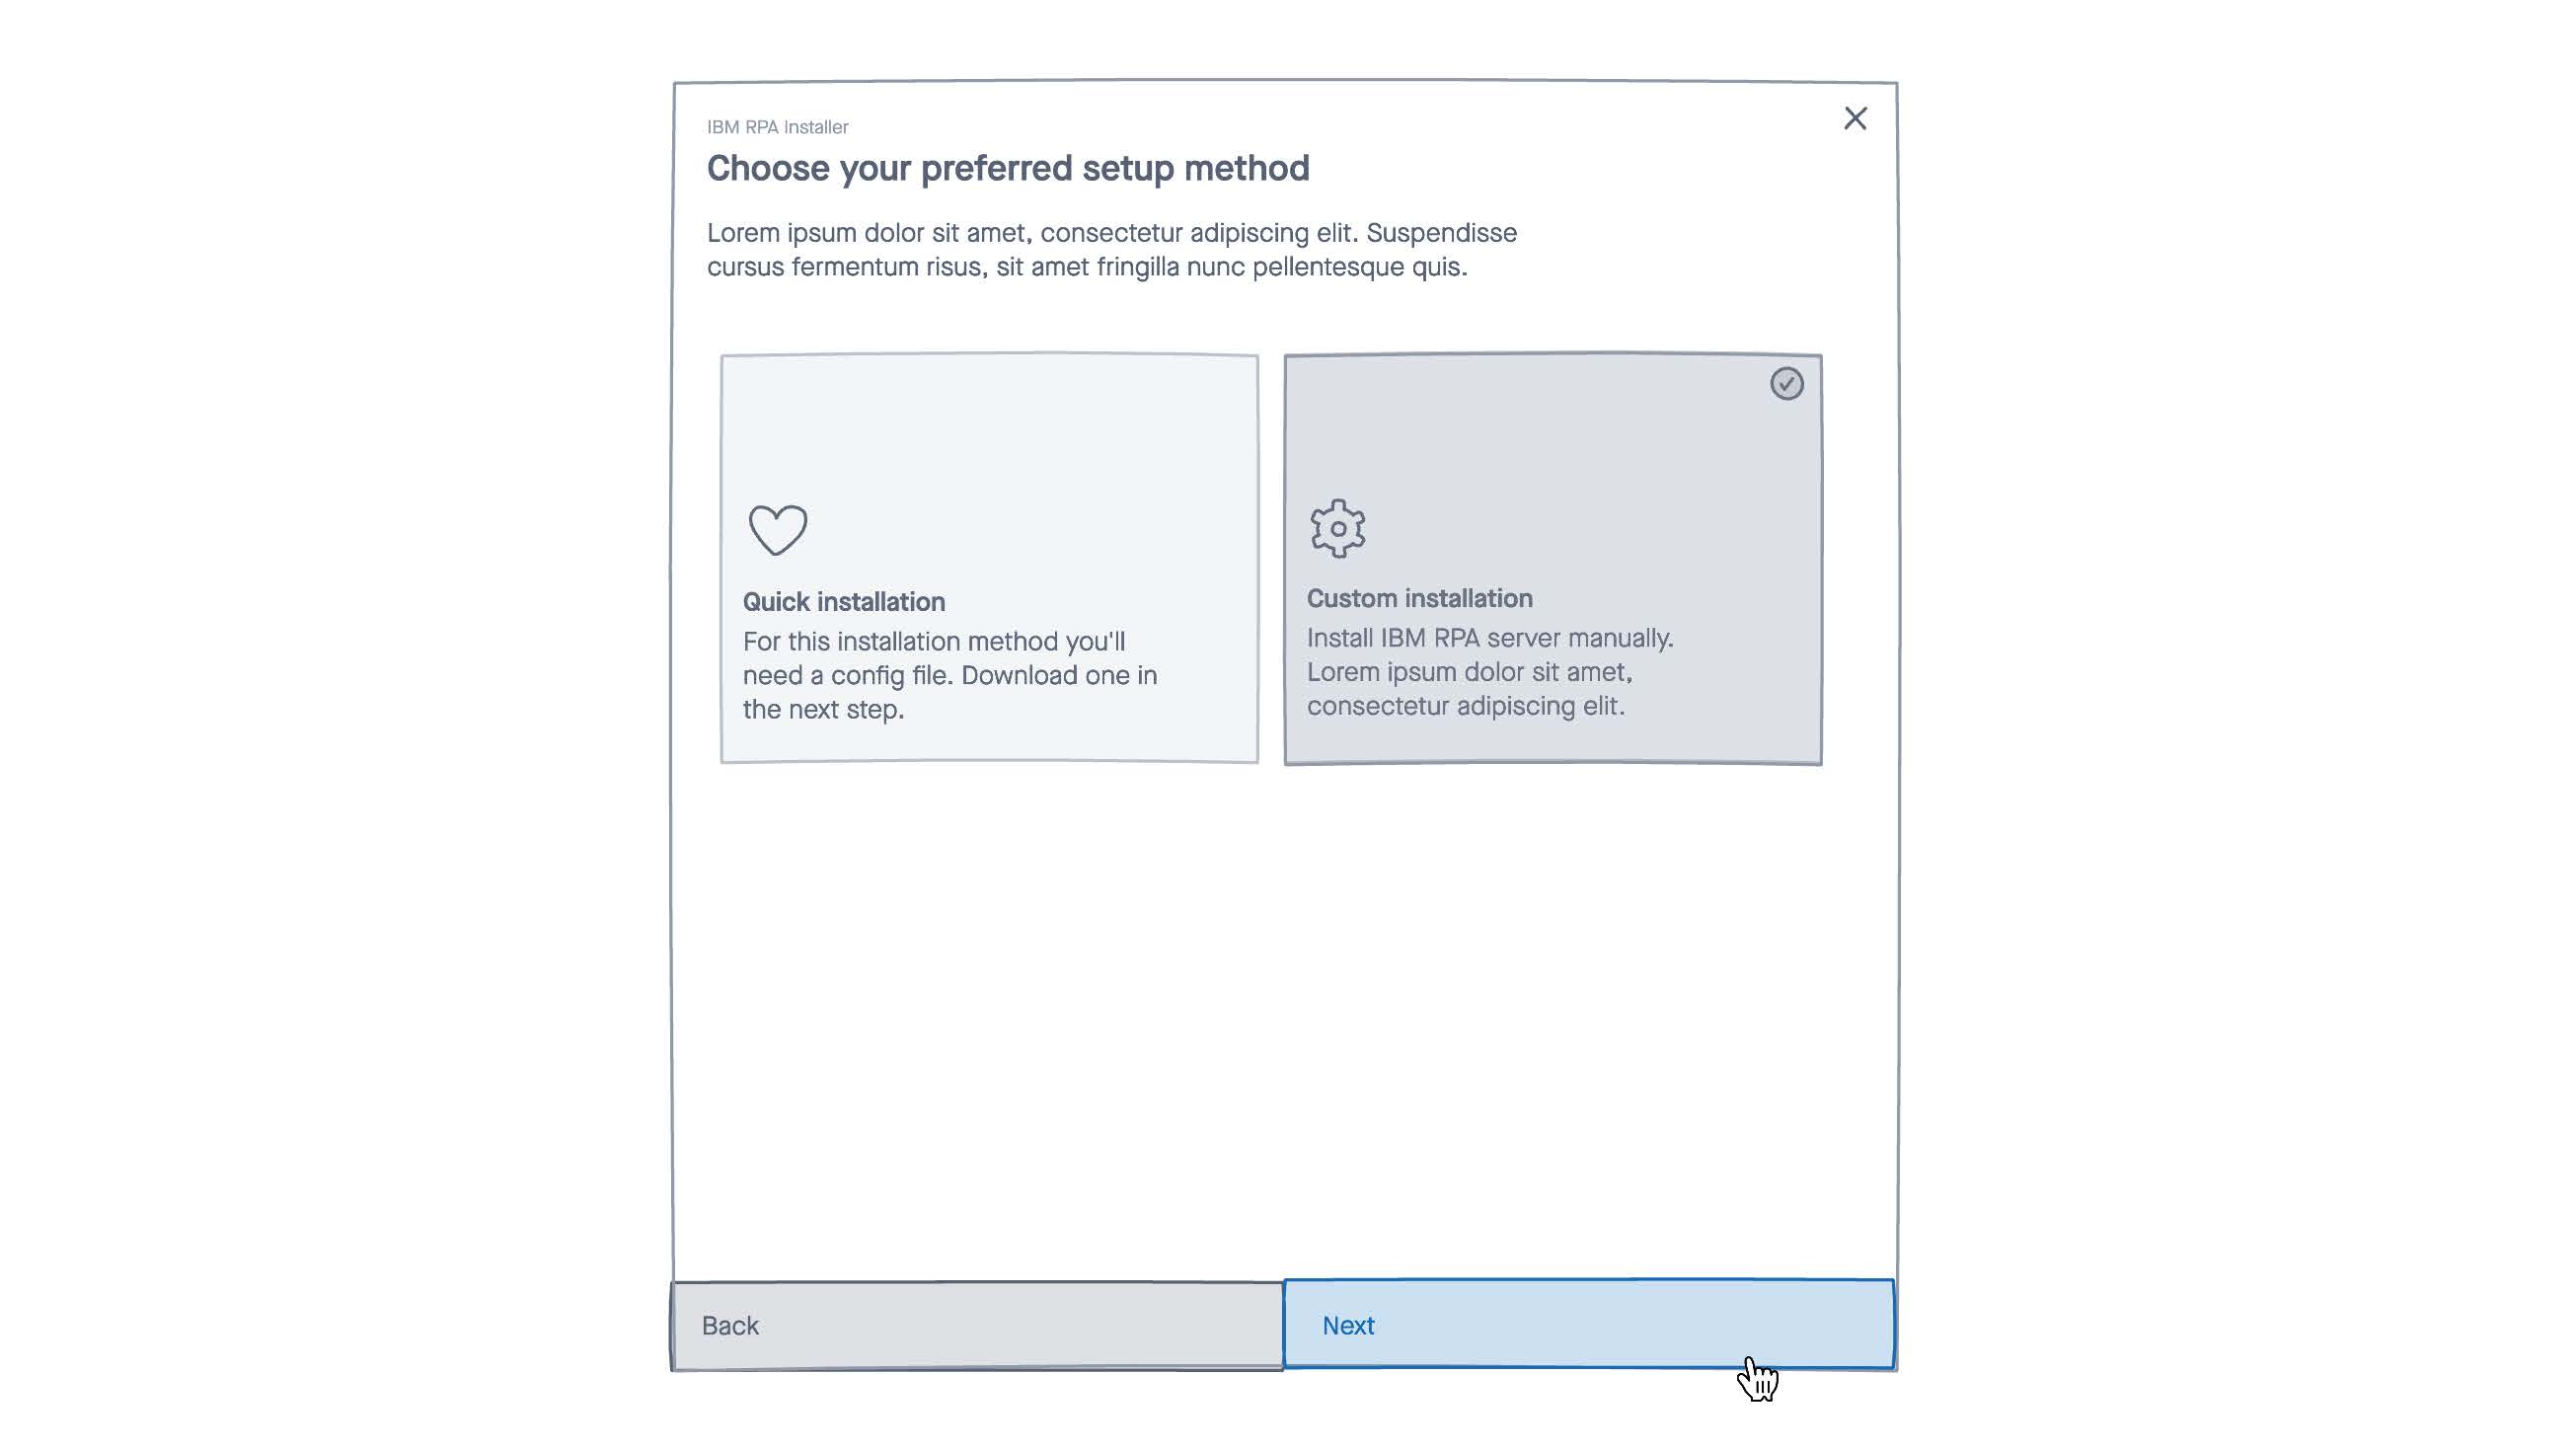 IBM RPA Installer
Choose your preferred setup method
Lorem ipsum dolor sit amet, consectetur adipiscing elit. Suspendisse
cursus fermentum risus, sit amet fringilla nunc pellentesque quis.
Quick installation
For this installation method you'll
need a config file. Download one in
the next step.
Custom installation
Install IBM RPA server manually.
Lorem ipsum dolor sit amet,
consectetur adipiscing elit.
Back
Next